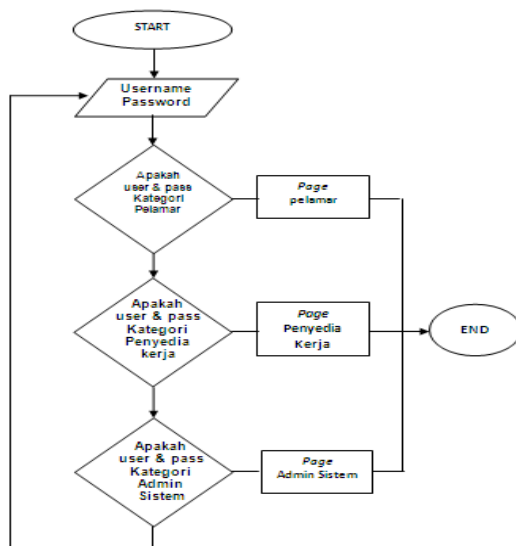 START
Username
Password
Apakah
user & pass
Kategori
Pelamar
Page
pelamar
Apakah
user & pass
Kategori
Penyedia
kerja
Page
Penyedia
Kerja
END
Apakah
user & pass
Kategori
Admin
Sistem
Page
Admin Sistem